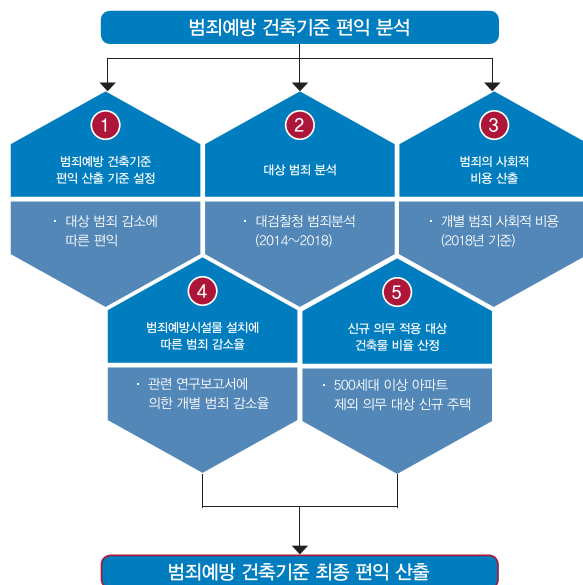 범죄예방 건축기준 편익 분석
1
범죄예방 건축기준
편익 산출 기준 설정
· 대상 범죄 감소에
따른 편익
2
대상 범죄 분석
· 대검찰청 범죄분석
(2014~2018)
3
범죄의 사회적
비용 산출
· 개별 범죄 사회적 비용
(2018년 기준)
4
범죄예방시설물 설치에
따른 범죄 감소율
· 관련 연구보고서에
의한 개별 범죄 감소율
5
신규 의무 적용 대상
건축물 비율 산정
· 500세대 이상 아파트
제외 의무 대상 신규 주택
범죄예방 건축기준 최종 편익 산출